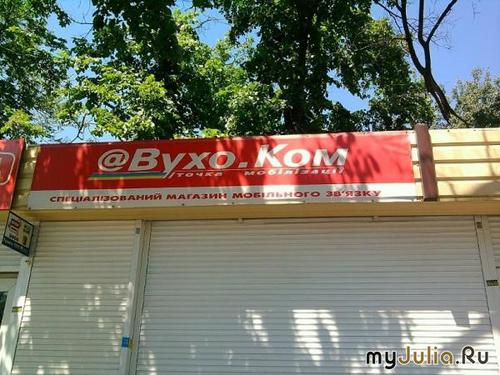 @Вухо.Ком
точка мобілізації
СПЕЦІАЛІЗОВАНИЙ МАГАЗИН МОБІЛЬНОГО ЗВ'ЯЗКУ
myJulia.Ru